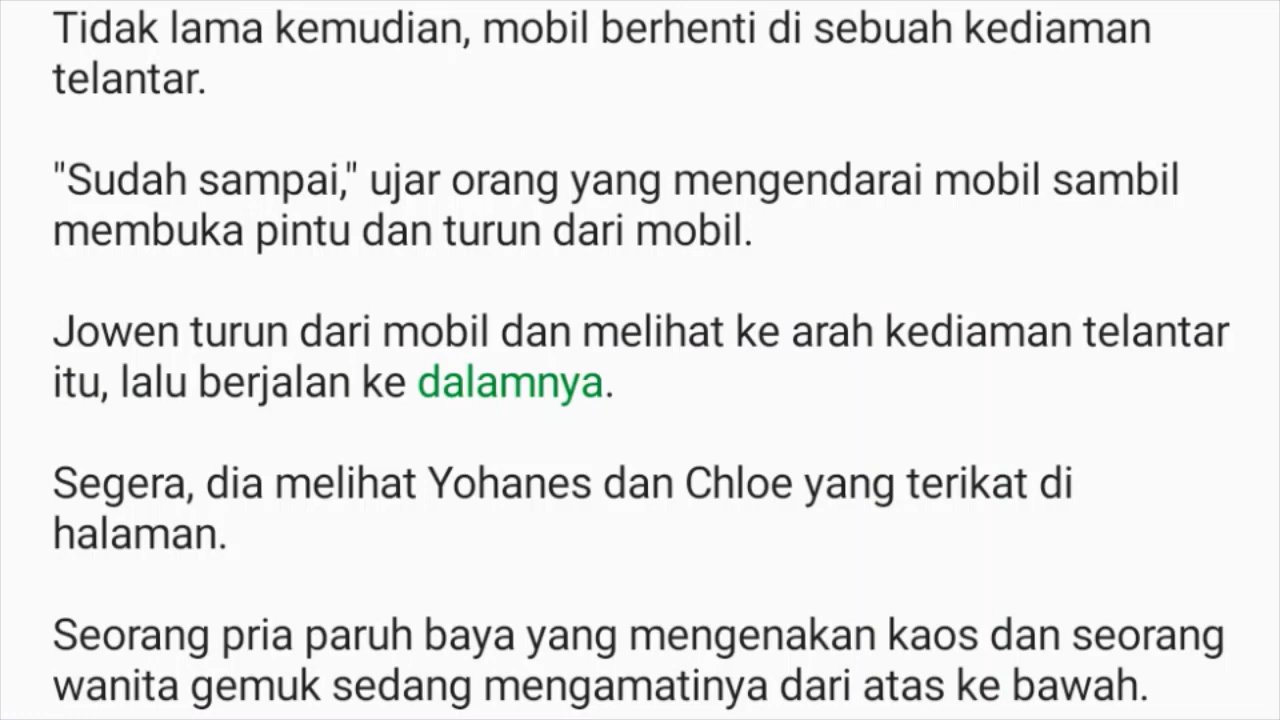 Tidak lama kemudian, mobil berhenti di sebuah kediaman
telantar.
"Sudah sampai," ujar orang yang mengendarai mobil sambil
membuka pintu dan turun dari mobil.
Jowen turun dari mobil dan melihat ke arah kediaman telantar
itu, lalu berjalan ke dalamnya.
Segera, dia melihat Yohanes dan Chloe yang terikat di
halaman.
Seorang pria paruh baya yang mengenakan kaos dan seorang
wanita gemuk sedang mengamatinya dari atas ke bawah.